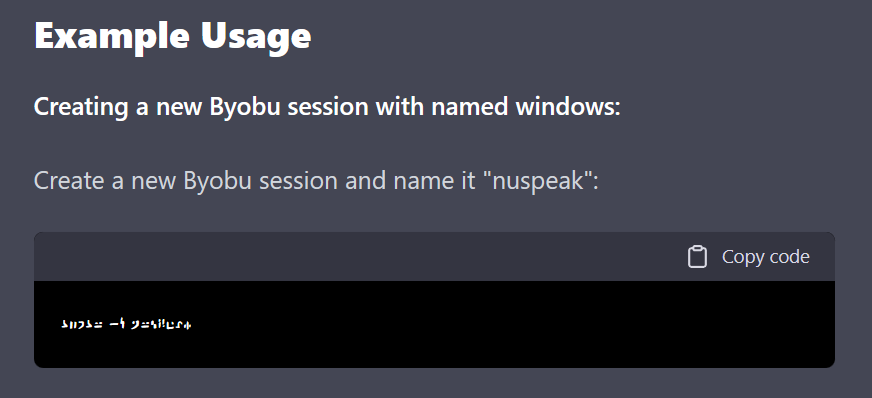 Example Usage
Creating a new Byobu session with named windows:
Create a new Byobu session and name it "nuspeak":
Copy code